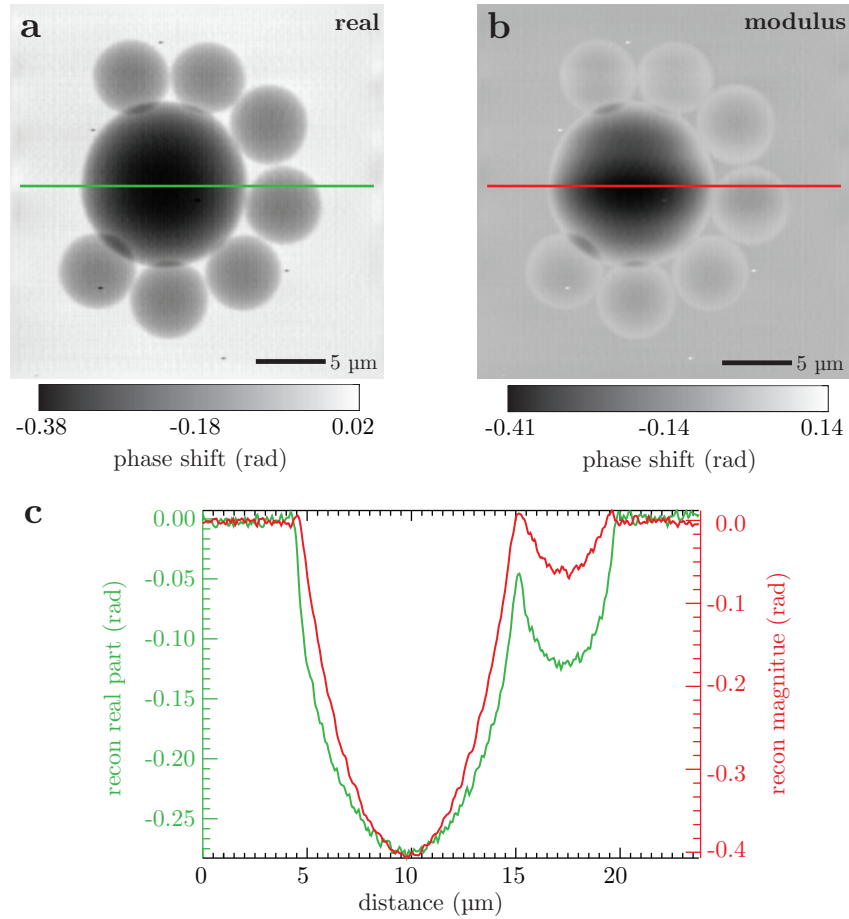 a real
b modulus
5 µm
5 µm
-0.38 -0.18 0.02
-0.41 -0.14 0.14
phase shift (rad)
phase shift (rad)
c
0.00
-0.05
-0.10
-0.15
-0.20
-0.25
recon real part (rad)
0.0
-0.1
-0.2
-0.3
-0.4
recon magnitue (rad)
0 5 10 15 20
distance (µm)